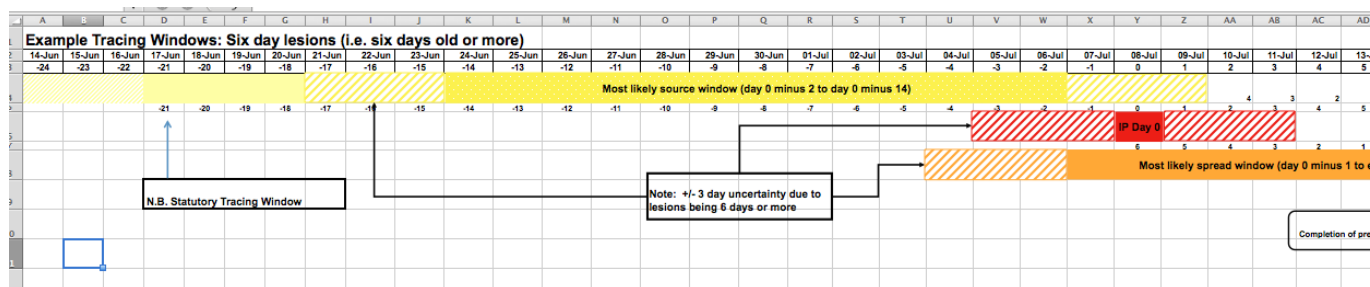 A B C D E F G H I J K L M N O P Q R S T U V W X Y Z AA AB AC AD
Example Tracing Windows: Six day lesions (i.e. six days old or more)
14-Jun 15-Jun 16-Jun 17-Jun 18-Jun 19-Jun 20-Jun 21-Jun 22-Jun 23-Jun 24-Jun 25-Jun 26-Jun 27-Jun 28-Jun 29-Jun 30-Jun 01-Jul 02-Jul 03-Jul 04-Jul 05-Jul 06-Jul 07-Jul 08-Jul 09-Jul 10-Jul 11-Jul 12-Jul 13-
-24 -23 -22 -21 -20 -19 -18 -17 -16 -15 -14 -13 -12 -11 -10 -9 -8 -7 -6 -5 -4 -3 -2 -1 0 1 2 3 4 5
Most likely source window (day 0 minus 2 to day 0 minus 14)
4 3 2
-21 -20 -19 -18 -17 -16 -15 -14 -13 -12 -11 -10 -9 -8 -7 -6 -5 -4 -3 -2 -1 0 1 2 3 4 5
IP Day 0
6 5 4 3 2 1
Most likely spread window (day 0 minus 1 to
Note: +/- 3 day uncertainty due to
lesions being 6 days or more
N.B. Statutory Tracing Window
Completion of pre